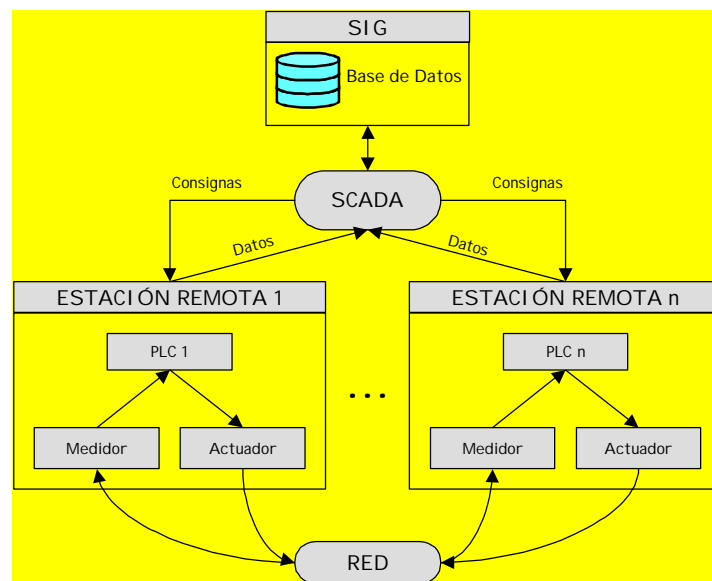 SIG
Base de Datos
Consignas
Consignas
SCADA
Datos
Datos
ESTACIÓN REMOTA 1
ESTACIÓN REMOTA n
PLC 1
PLC n
...
Medidor
Actuador
Medidor
Actuador
RED